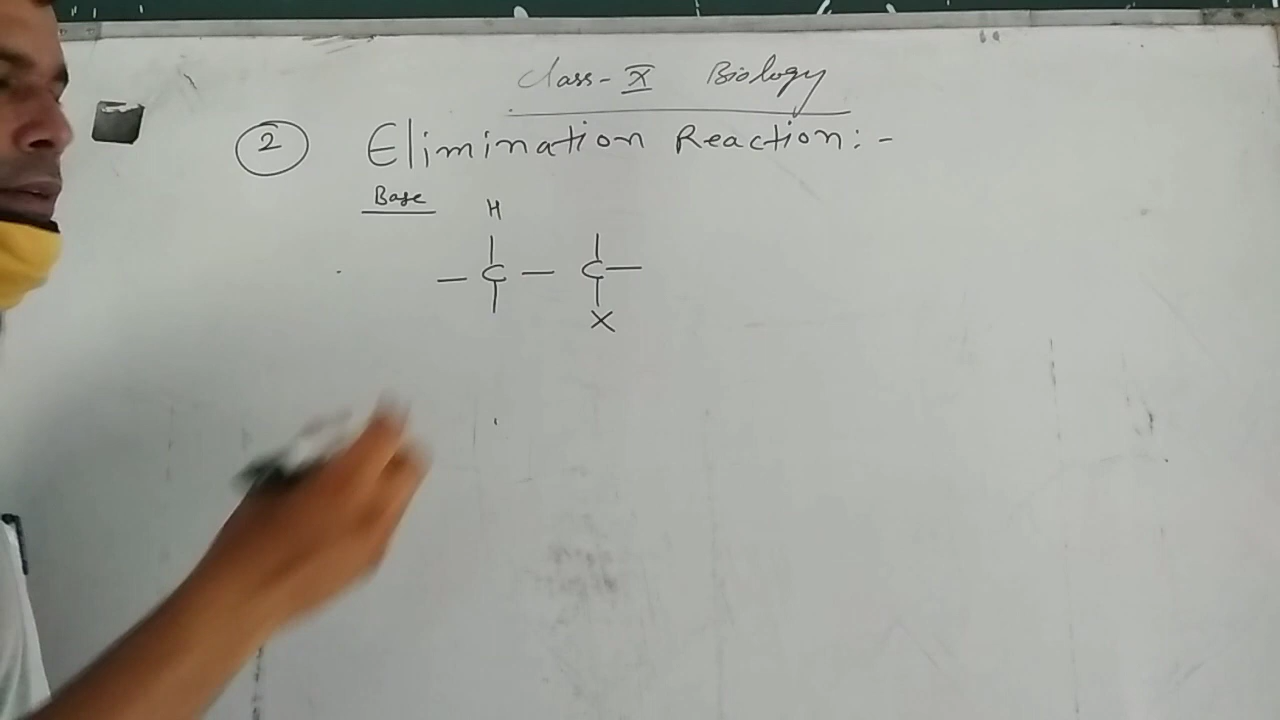 Class-X Biology
2 Elimination Reaction:-
Base
H
— C — C —
X